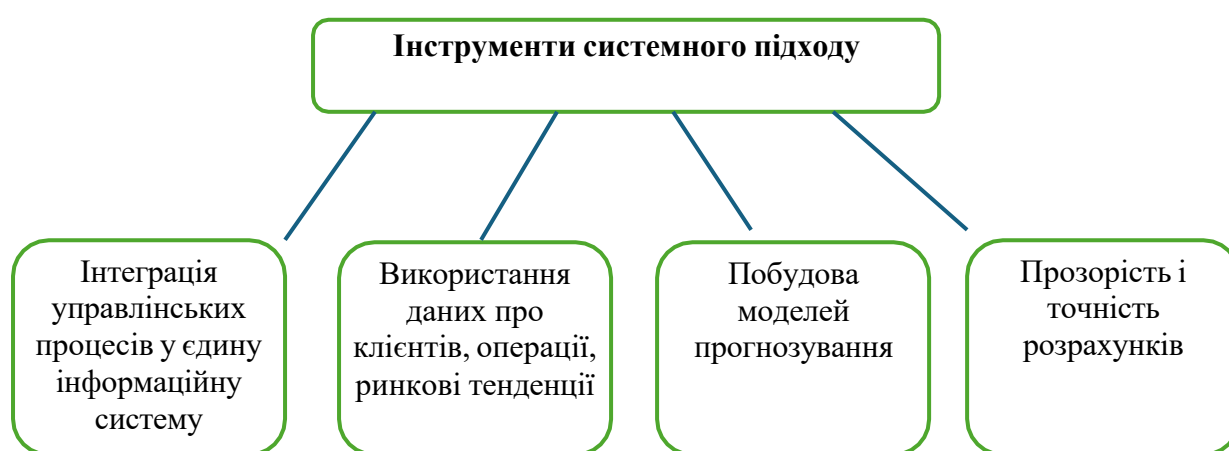 Інструменти системного підходу
Інтеграція
управлінських
процесів у єдину
інформаційну
систему
Використання
даних про
клієнтів, операції,
ринкові тенденції
Побудова
моделей
прогнозування
Прозорість і
точність
розрахунків